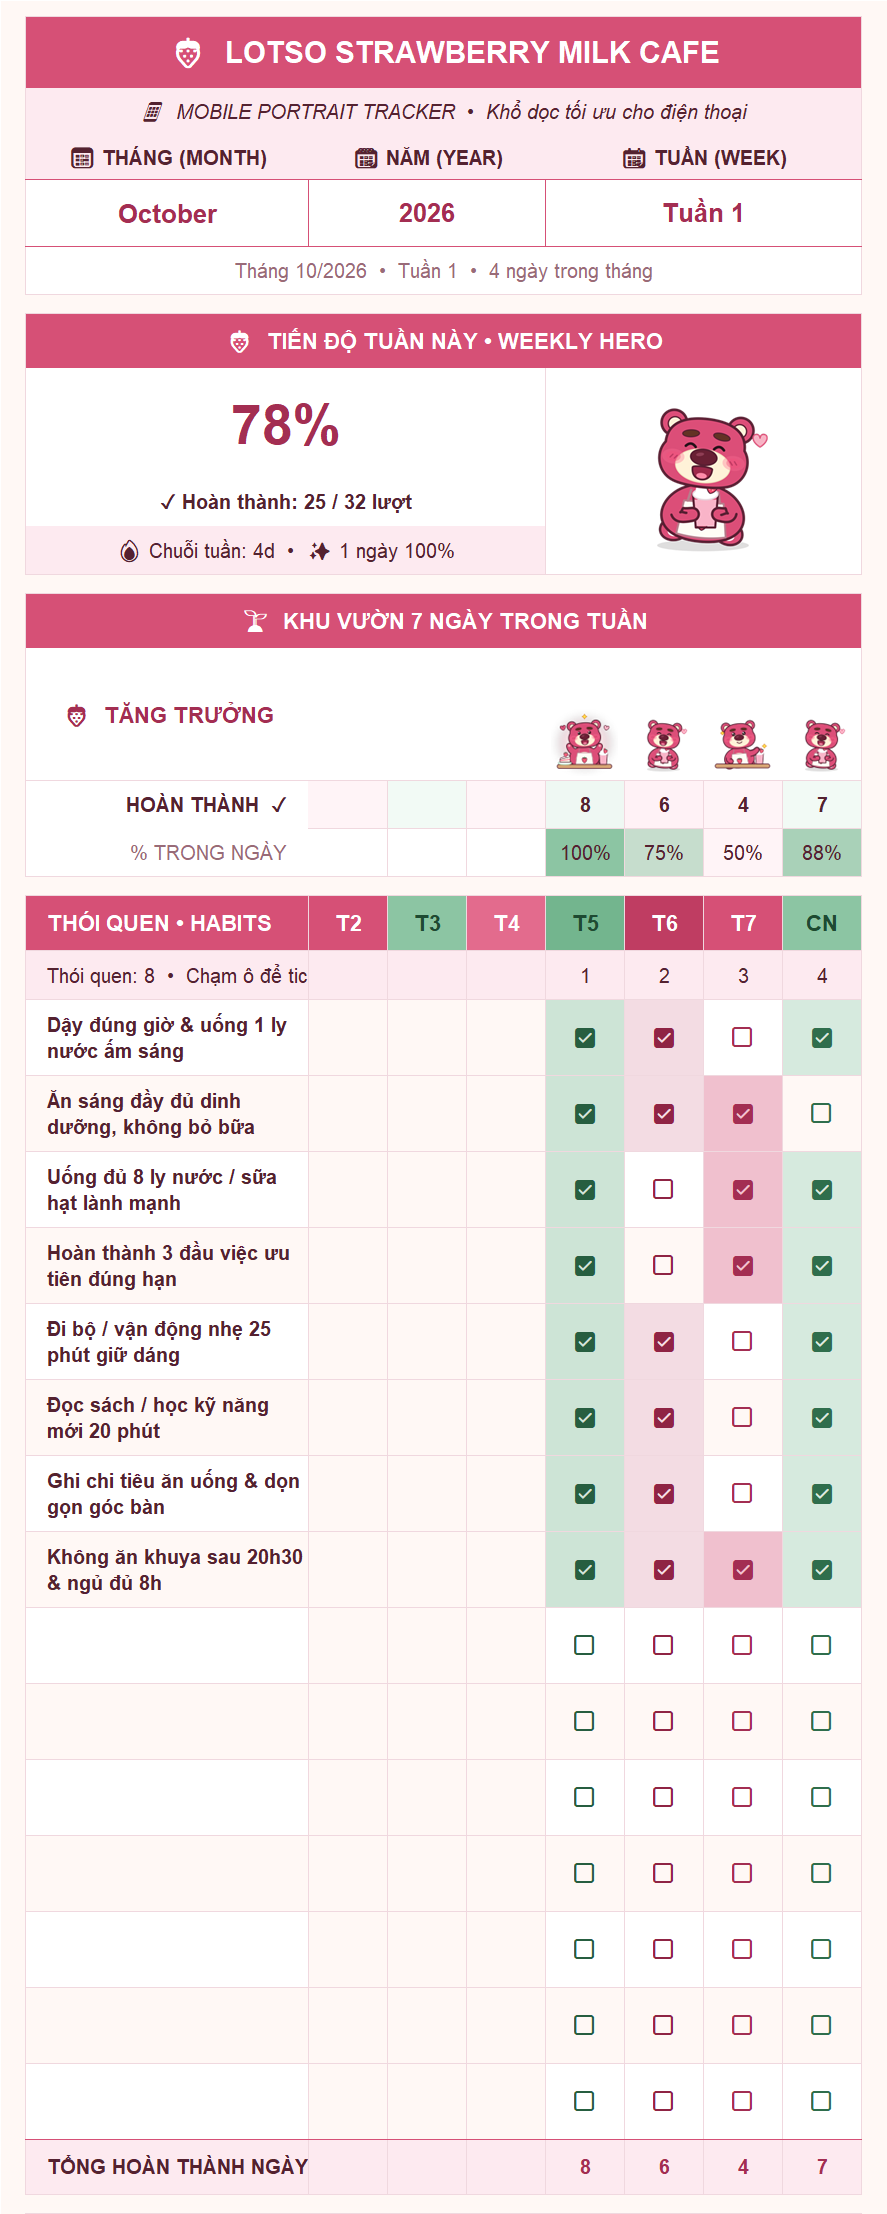 LOTSO STRAWBERRY MILK CAFE
MOBILE PORTRAIT TRACKER • Khổ dọc tối ưu cho điện thoại
THÁNG (MONTH) NĂM (YEAR) TUẦN (WEEK)
October 2026 Tuần 1
Tháng 10/2026 • Tuần 1 • 4 ngày trong tháng
TIẾN ĐỘ TUẦN NÀY • WEEKLY HERO
78%
✓ Hoàn thành: 25 / 32 lượt
Chuỗi tuần: 4d • 1 ngày 100%
KHU VƯỜN 7 NGÀY TRONG TUẦN
TĂNG TRƯỞNG
HOÀN THÀNH ✓ 8 6 4 7
% TRONG NGÀY 100% 75% 50% 88%
THÓI QUEN • HABITS T2 T3 T4 T5 T6 T7 CN
Thói quen: 8 • Chạm ô để tic 1 2 3 4
Dậy đúng giờ & uống 1 ly
nước ấm sáng
Ăn sáng đầy đủ dinh
dưỡng, không bỏ bữa
Uống đủ 8 ly nước / sữa
hạt lành mạnh
Hoàn thành 3 đầu việc ưu
tiên đúng hạn
Đi bộ / vận động nhẹ 25
phút giữ dáng
Đọc sách / học kỹ năng
mới 20 phút
Ghi chi tiêu ăn uống & dọn
gọn góc bàn
Không ăn khuya sau 20h30
& ngủ đủ 8h
TỔNG HOÀN THÀNH NGÀY 8 6 4 7